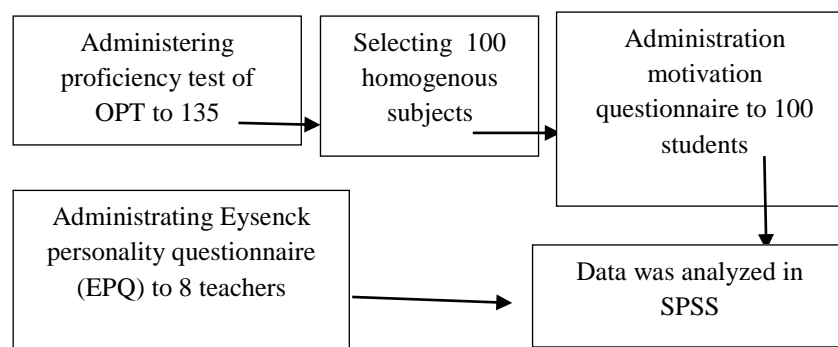 Administering
proficiency test of
OPT to 135
Selecting 100
homogenous
subjects
Administration
motivation
questionnaire to 100
students
Administrating Eysenck
personality questionnaire
(EPQ) to 8 teachers
Data was analyzed in
SPSS